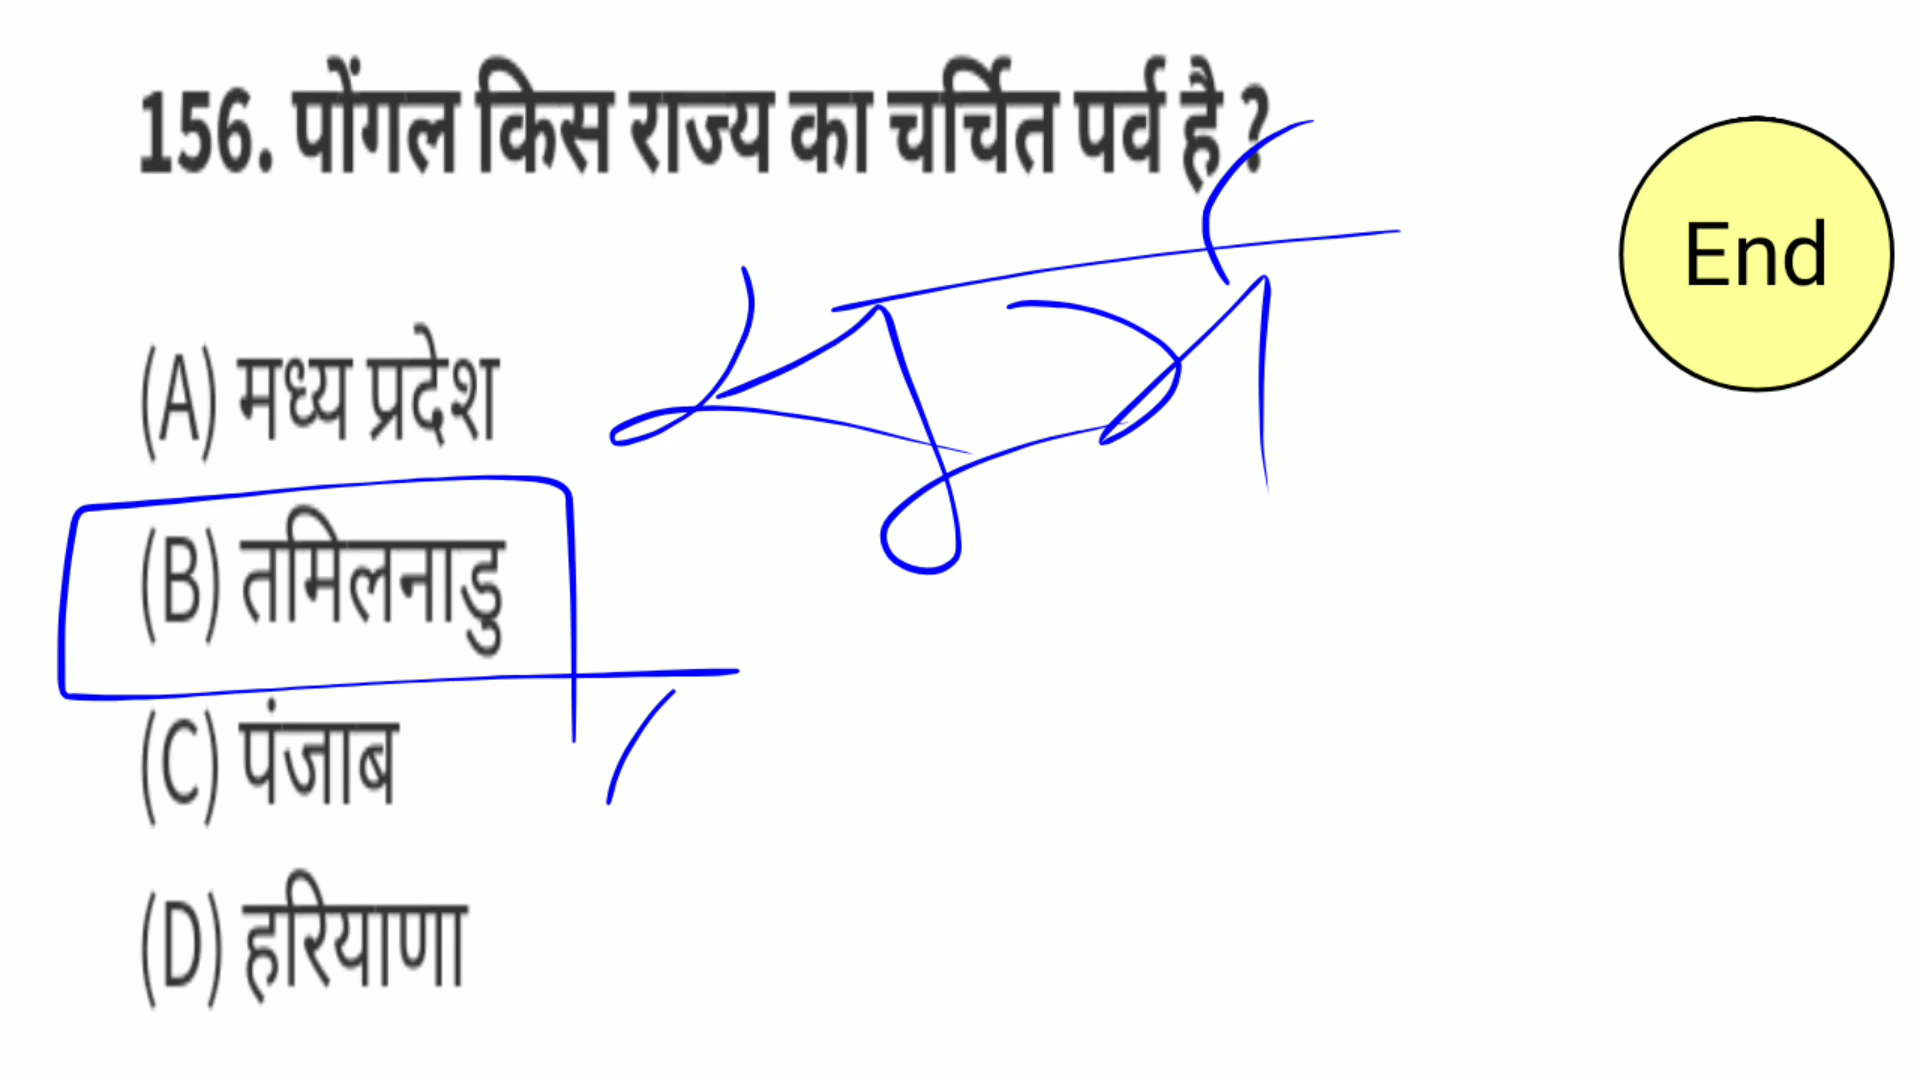 156. पोंगल किस राज्य का चर्चित पर्व है ?
End
(A) मध्य प्रदेश
(B) तमिलनाडु
(C) पंजाब
(D) हरियाणा